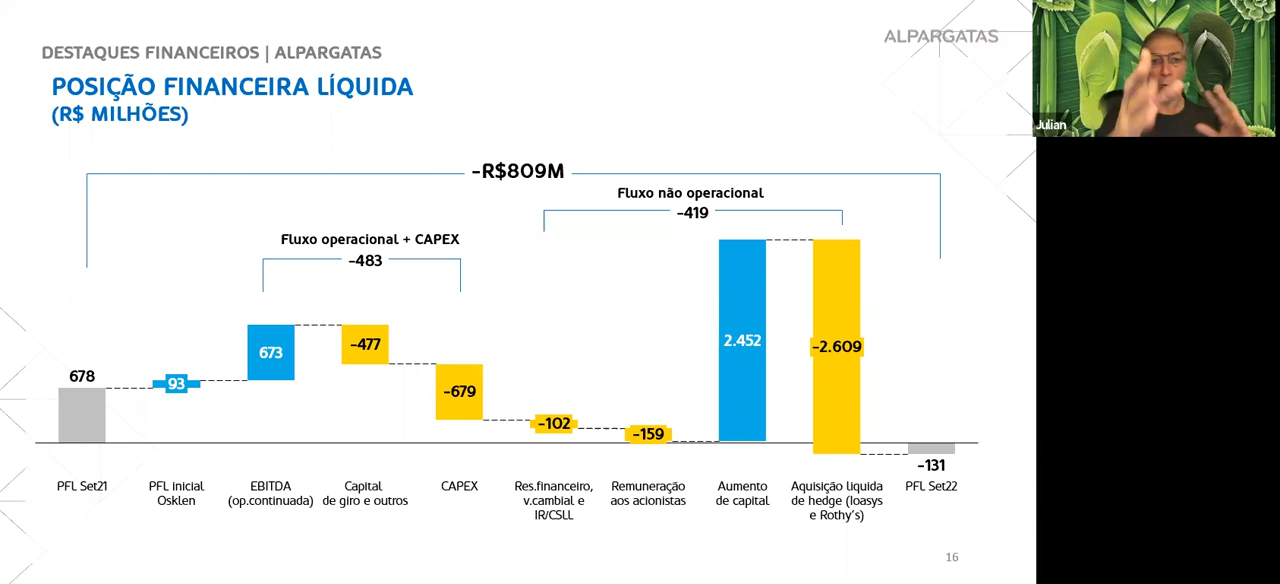 DESTAQUES FINANCEIROS | ALPARGATAS
ALPARGATAS
POSIÇÃO FINANCEIRA LÍQUIDA
(R$ MILHÕES)
Julian
-R$809M
Fluxo não operacional
-419
Fluxo operacional + CAPEX
-483
678
93
673
-477
-679
-102
-159
2.452
-2.609
-131
PFL Set21
PFL inicial
Osklen
EBITDA
(op.continuada)
Capital
de giro e outros
CAPEX
Res.financeiro,
v.cambial e
IR/CSLL
Remuneração
aos acionistas
Aumento
de capital
Aquisição liquida
de hedge (Ioasys
e Rothy's)
PFL Set22
16